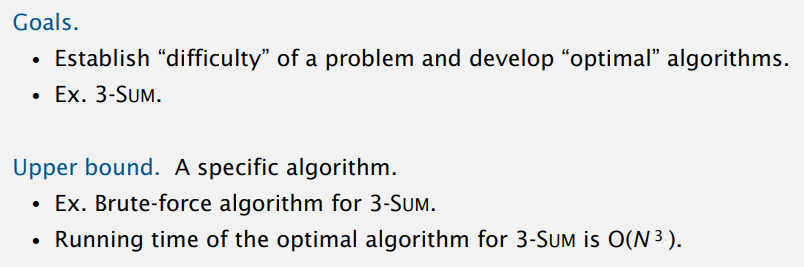 Goals.
• Establish “difficulty” of a problem and develop “optimal” algorithms.
• Ex. 3-SUM.
Upper bound. A specific algorithm.
• Ex. Brute-force algorithm for 3-SUM.
• Running time of the optimal algorithm for 3-SUM is O(N³).